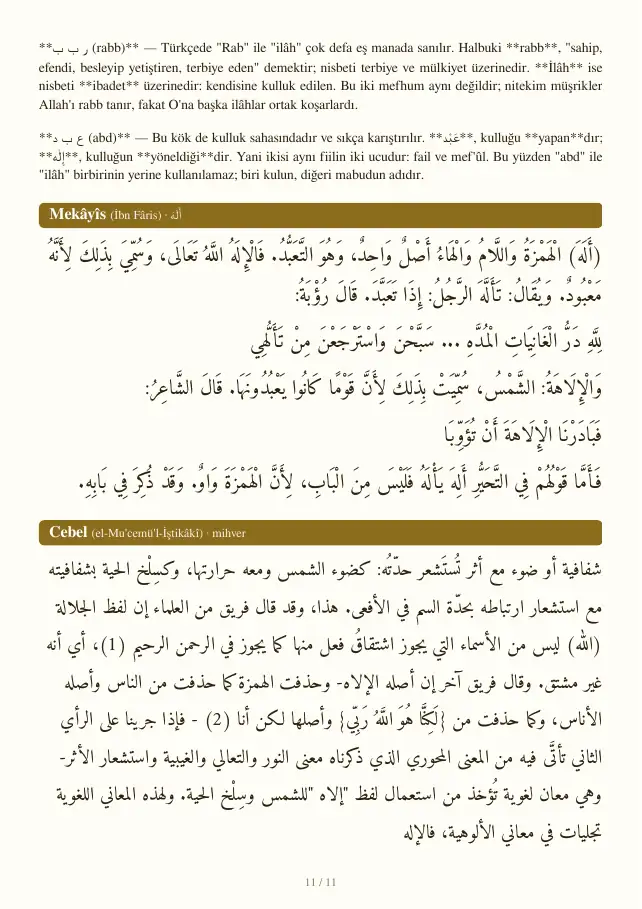 **ر ب ب (rabb)** — Türkçede "Rab" ile "ilâh" çok defa eş manada sanılır. Halbuki **rabb**, "sahip,
efendi, besleyip yetiştiren, terbiye eden" demektir; nisbeti terbiye ve mülkiyet üzerinedir. **İlâh** ise
nisbeti **ibadet** üzerinedir: kendisine kulluk edilen. Bu iki mefhum aynı değildir; nitekim müşrikler
Allah'ı rabb tanır, fakat O'na başka ilâhlar ortak koşarlardı.
**ع ب د (abd)** — Bu kök de kulluk sahasındadır ve sıkça karıştırılır. **عَبْد**, kulluğu **yapan**dır;
**إِلَٰه**, kulluğun **yöneldiği**dir. Yani ikisi aynı fiilin iki ucudur: fail ve mef'ûl. Bu yüzden "abd" ile
"ilâh" birbirinin yerine kullanılamaz; biri kulun, diğeri mabudun adıdır.
Mekâyîs (İbn Fâris) · أله
(أَلَهَ) الْهَمْزَةُ وَاللَّامُ وَالْهَاءُ أَصْلٌ وَاحِدٌ، وَهُوَ التَّعَبُّدُ. فَالْإِلَهُ اللَّهُ تَعَالَى، وَسُمِّيَ بِذَلِكَ لِأَنَّهُ
مَعْبُودٌ. وَيُقَالُ: تَأَلَّهَ الرَّجُلُ: إِذَا تَعَبَّدَ. قَالَ رُؤْبَةُ:
لِلَّهِ دَرُّ الْغَانِيَاتِ الْمُدَّهِ ... سَبَّحْنَ وَاسْتَرْجَعْنَ مِنْ تَأَلُّهِي
وَالْإِلَاهَةُ: الشَّمْسُ، سُمِّيَتْ بِذَلِكَ لِأَنَّ قَوْمًا كَانُوا يَعْبُدُونَهَا. قَالَ الشَّاعِرُ:
فَبَادَرْنَا الْإِلَاهَةَ أَنْ تَؤُوبَا
فَأَمَّا قَوْلُهُمْ فِي التَّحَيُّرِ أَلِهَ يَأْلَهُ فَلَيْسَ مِنَ الْبَابِ، لِأَنَّ الْهَمْزَةَ وَاوٌ. وَقَدْ ذُكِرَ فِي بَابِهِ.
Cebel (el-Mu'cemü'l-İştikâkî) · mihver
شفافية أو ضوء مع أثر تُستَشعر حدّتُه: كضوء الشمس ومعه حرارتها، وكسِلْخ الحية بشفافيته
مع استشعار ارتباطه بحدّة السم في الأفعى. هذا، وقد قال فريق من العلماء إن لفظ الجلالة
(الله) ليس من الأسماء التي يجوز اشتقاقُ فعل منها كما يجوز في الرحمن الرحيم (1)، أي أنه
غير مشتق. وقال فريق آخر إن أصله الإلاه- وحذفت الهمزة كما حذفت من الناس وأصله
الأناس، وكما حذفت من {لَكِنَّا هُوَ اللَّهُ رَبِّي} وأصلها لكن أنا (2) - فإذا جرينا على الرأي
الثاني تأتَّى فيه من المعنى المحوري الذي ذكرناه معنى النور والتعالي والغيبية واستشعار الأثر-
وهي معان لغوية تُؤخذ من استعمال لفظ "إلاه "للشمس وسِلْخ الحية. ولهذه المعاني اللغوية
تجليات في معاني الألوهية، فالإله
11 / 11